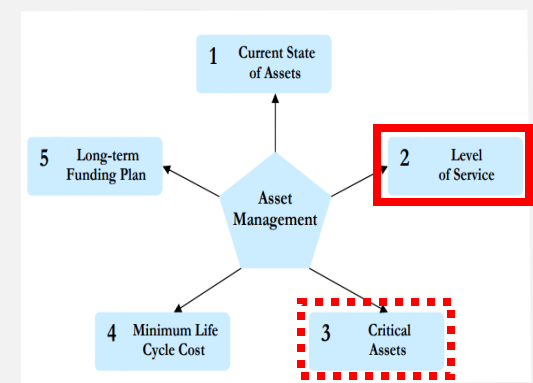 1 Current State
of Assets
5 Long-term
Funding Plan
2 Level
of Service
Asset
Management
4 Minimum Life
Cycle Cost
3 Critical
Assets